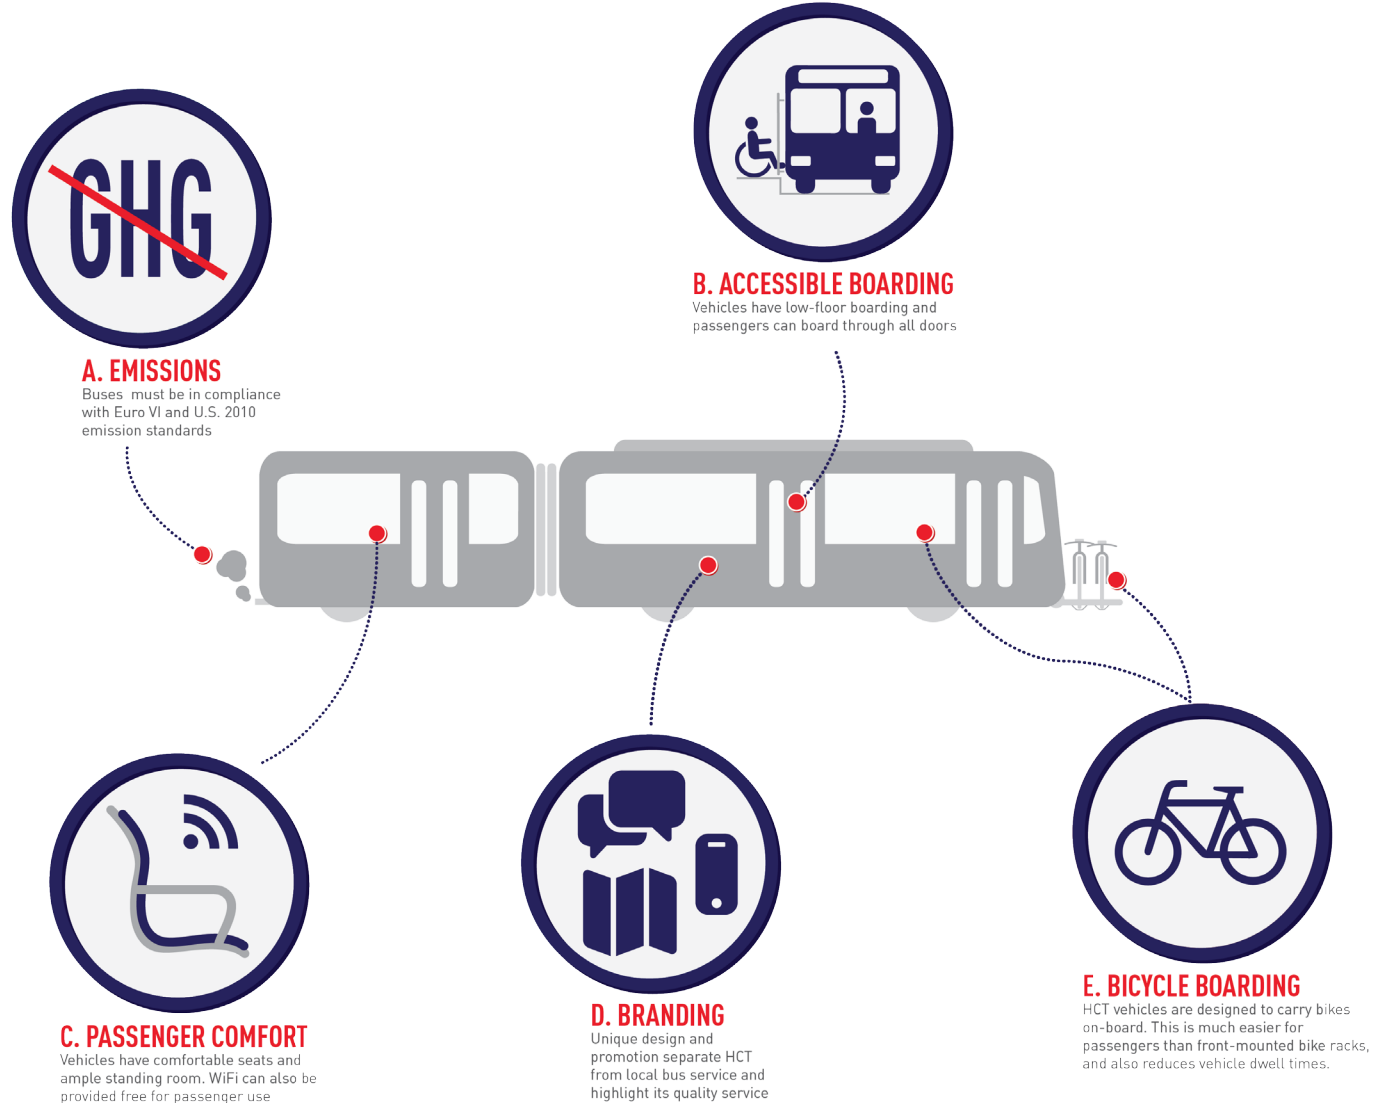 GHG
A. EMISSIONS
Buses must be in compliance
with Euro VI and U.S. 2010
emission standards
B. ACCESSIBLE BOARDING
Vehicles have low-floor boarding and
passengers can board through all doors
C. PASSENGER COMFORT
Vehicles have comfortable seats and
ample standing room. WiFi can also be
provided free for passenger use
D. BRANDING
Unique design and
promotion separate HCT
from local bus service and
highlight its quality service
E. BICYCLE BOARDING
HCT vehicles are designed to carry bikes
on-board. This is much easier for
passengers than front-mounted bike racks,
and also reduces vehicle dwell times.